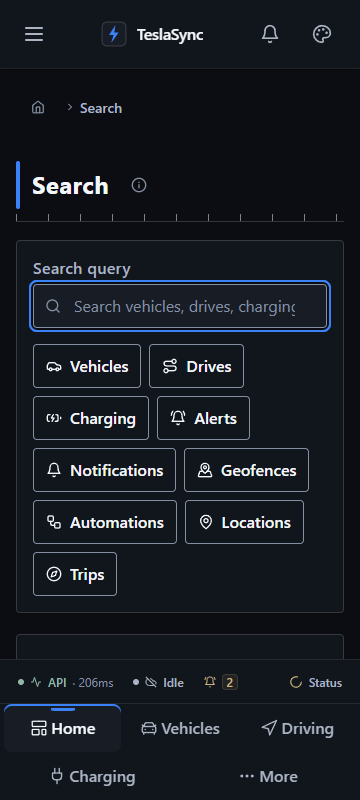 TeslaSync
Search
Search
Search query
Search vehicles, drives, charging
Vehicles
Drives
Charging
Alerts
Notifications
Geofences
Automations
Locations
Trips
API · 206ms
Idle
2
Status
Home
Vehicles
Driving
Charging
More